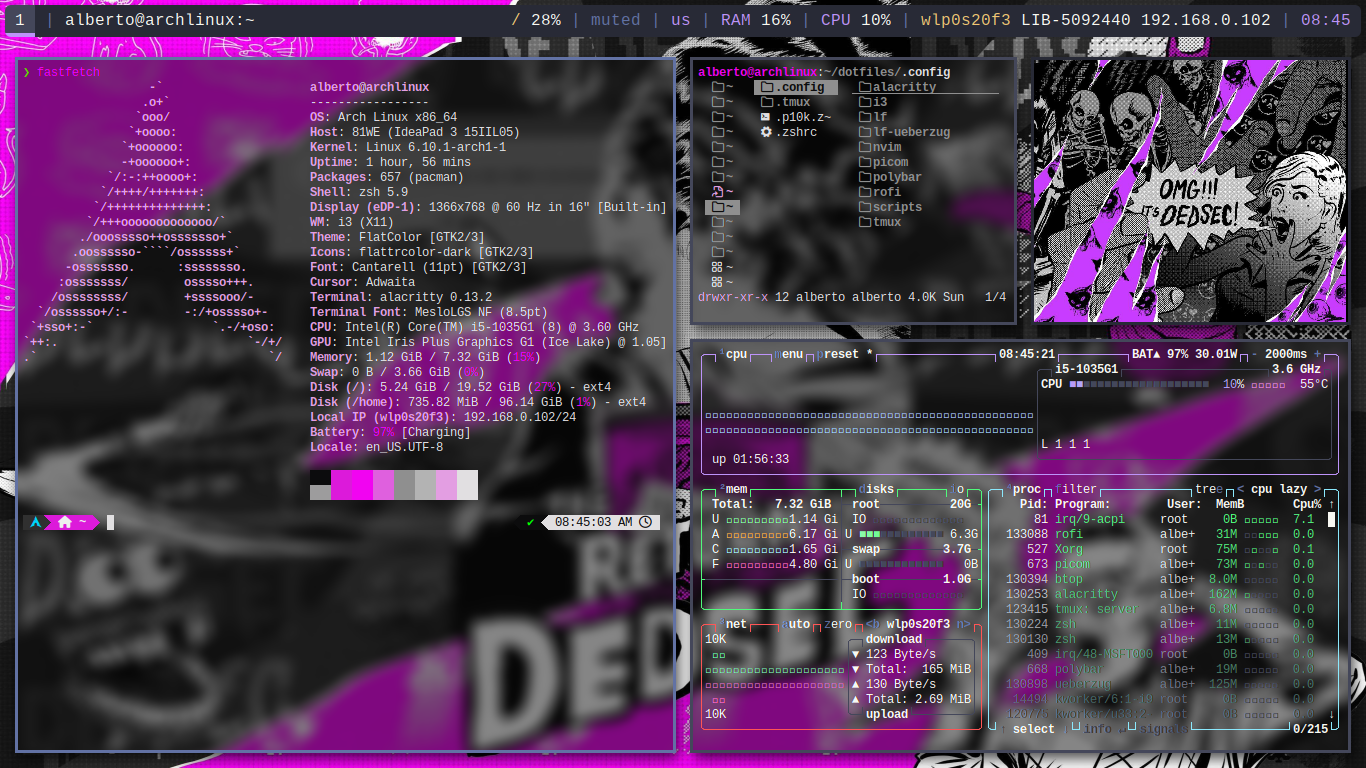 1 | alberto@archlinux:~
/ 28% | muted | us | RAM 16% | CPU 10% | wlp0s20f3 LIB-5092440 192.168.0.102 | 08:45
❯ fastfetch
alberto@archlinux
-----------------
OS: Arch Linux x86_64
Host: 81WE (IdeaPad 3 15IIL05)
Kernel: Linux 6.10.1-arch1-1
Uptime: 1 hour, 56 mins
Packages: 657 (pacman)
Shell: zsh 5.9
Display (eDP-1): 1366x768 @ 60 Hz in 16" [Built-in]
WM: i3 (X11)
Theme: FlatColor [GTK2/3]
Icons: flattrcolor-dark [GTK2/3]
Font: Cantarell (11pt) [GTK2/3]
Cursor: Adwaita
Terminal: alacritty 0.13.2
Terminal Font: MesloLGS NF (8.5pt)
CPU: Intel(R) Core(TM) i5-1035G1 (8) @ 3.60 GHz
GPU: Intel Iris Plus Graphics G1 (Ice Lake) @ 1.05]
Memory: 1.12 GiB / 7.32 GiB (15%)
Swap: 0 B / 3.66 GiB (0%)
Disk (/): 5.24 GiB / 19.52 GiB (27%) - ext4
Disk (/home): 735.82 MiB / 96.14 GiB (1%) - ext4
Local IP (wlp0s20f3): 192.168.0.102/24
Battery: 97% [Charging]
Locale: en_US.UTF-8
~
✔ 08:45:03 AM
alberto@archlinux:~/dotfiles/.config
~ .config alacritty
~ .tmux i3
~ .p10k.z~ lf
~ .zshrc lf-ueberzug
~ nvim
~ picom
~ polybar
~ rofi
~ scripts
~ tmux
~
~
~
~
drwxr-xr-x 12 alberto alberto 4.0K Sun 1/4
OMG!!!
IT'S DEDSEC!
¹cpu menu preset * 08:45:21 BAT▲ 97% 30.01W - 2000ms +
i5-1035G1 3.6 GHz
CPU 10% 55°C
L 1 1 1
up 01:56:33
²mem
Total: 7.32 GiB
U 1.14 Gi
A 6.17 Gi
C 1.65 Gi
F 4.80 Gi
disks io
root 20G
IO
U 6.3G
swap 3.7G
U 0B
boot 1.0G
IO
net auto zero <b wlp0s20f3 n>
10K
download
▼ 123 Byte/s
▼ Total: 165 MiB
▲ 130 Byte/s
▲ Total: 2.69 MiB
10K
upload
proc filter tree < cpu lazy >
Pid: Program: User: MemB Cpu% ↑
81 irq/9-acpi root 0B 7.1
133088 rofi albe+ 31M 0.0
527 Xorg root 75M 0.1
673 picom albe+ 73M 0.0
130394 btop albe+ 8.0M 0.0
130253 alacritty albe+ 162M 0.0
123415 tmux: server albe+ 6.8M 0.0
130224 zsh albe+ 11M 0.0
130130 zsh albe+ 13M 0.0
409 irq/48-MSFT000 root 0B 0.0
668 polybar albe+ 19M 0.0
130898 ueberzug albe+ 125M 0.0
14494 root 0B 0.0
root 0B 0.0 ↓
↑ select ↓ info ↵ signals 0/215